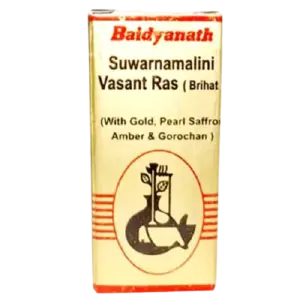 Baidyanath
Suwarnamalini
Vasant Ras ( Brihat
(With Gold, Pearl Saffron
Amber & Gorochan )